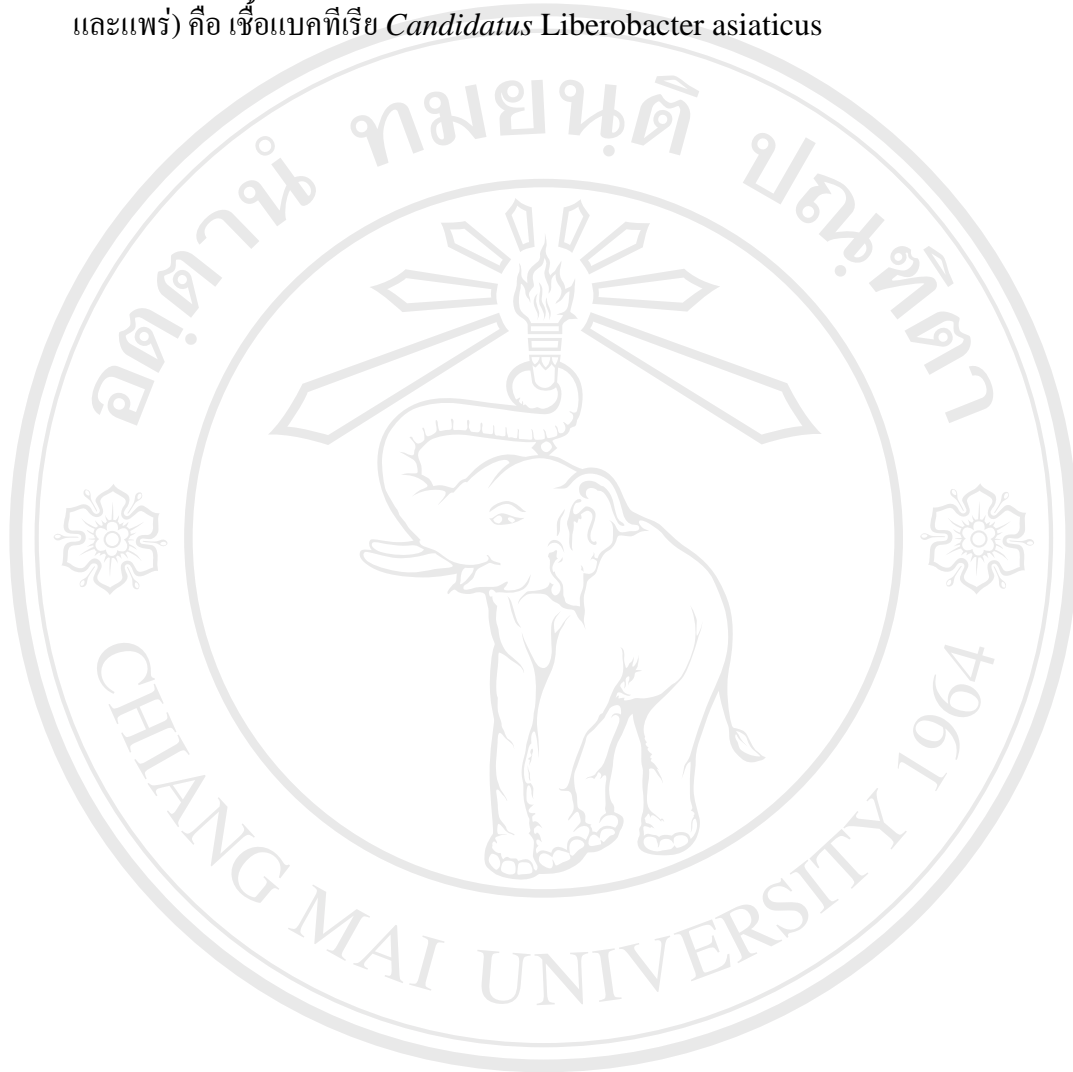 และแพร่) คือ เชื้อแบคทีเรีย Candidatus Liberobacter asiaticus
อตฺตานํ ทมยนฺติ ปณฺฑิตา
CHIANG MAI UNIVERSITY 1964